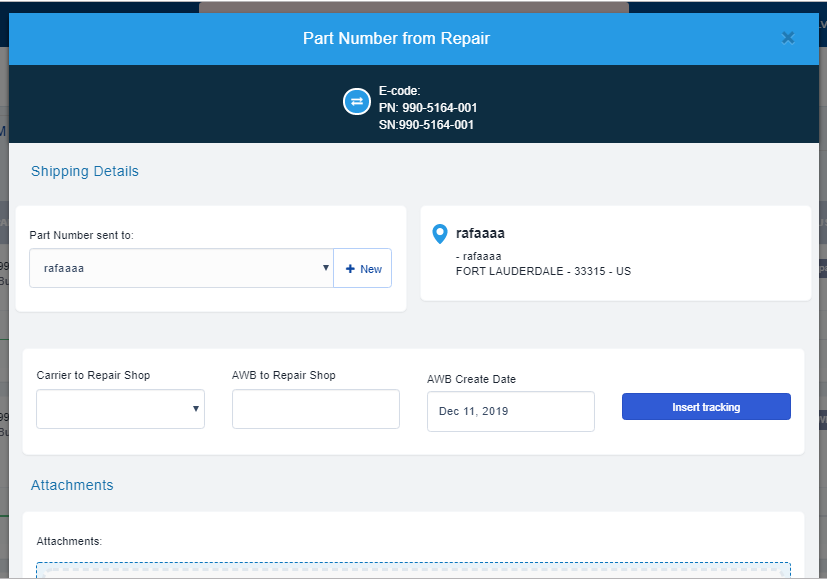 Part Number from Repair
E-code:
PN: 990-5164-001
SN:990-5164-001
Shipping Details
Part Number sent to:
rafaaaa
New
rafaaaa
- rafaaaa
FORT LAUDERDALE - 33315 - US
Carrier to Repair Shop
AWB to Repair Shop
AWB Create Date
Dec 11, 2019
Insert tracking
Attachments
Attachments: